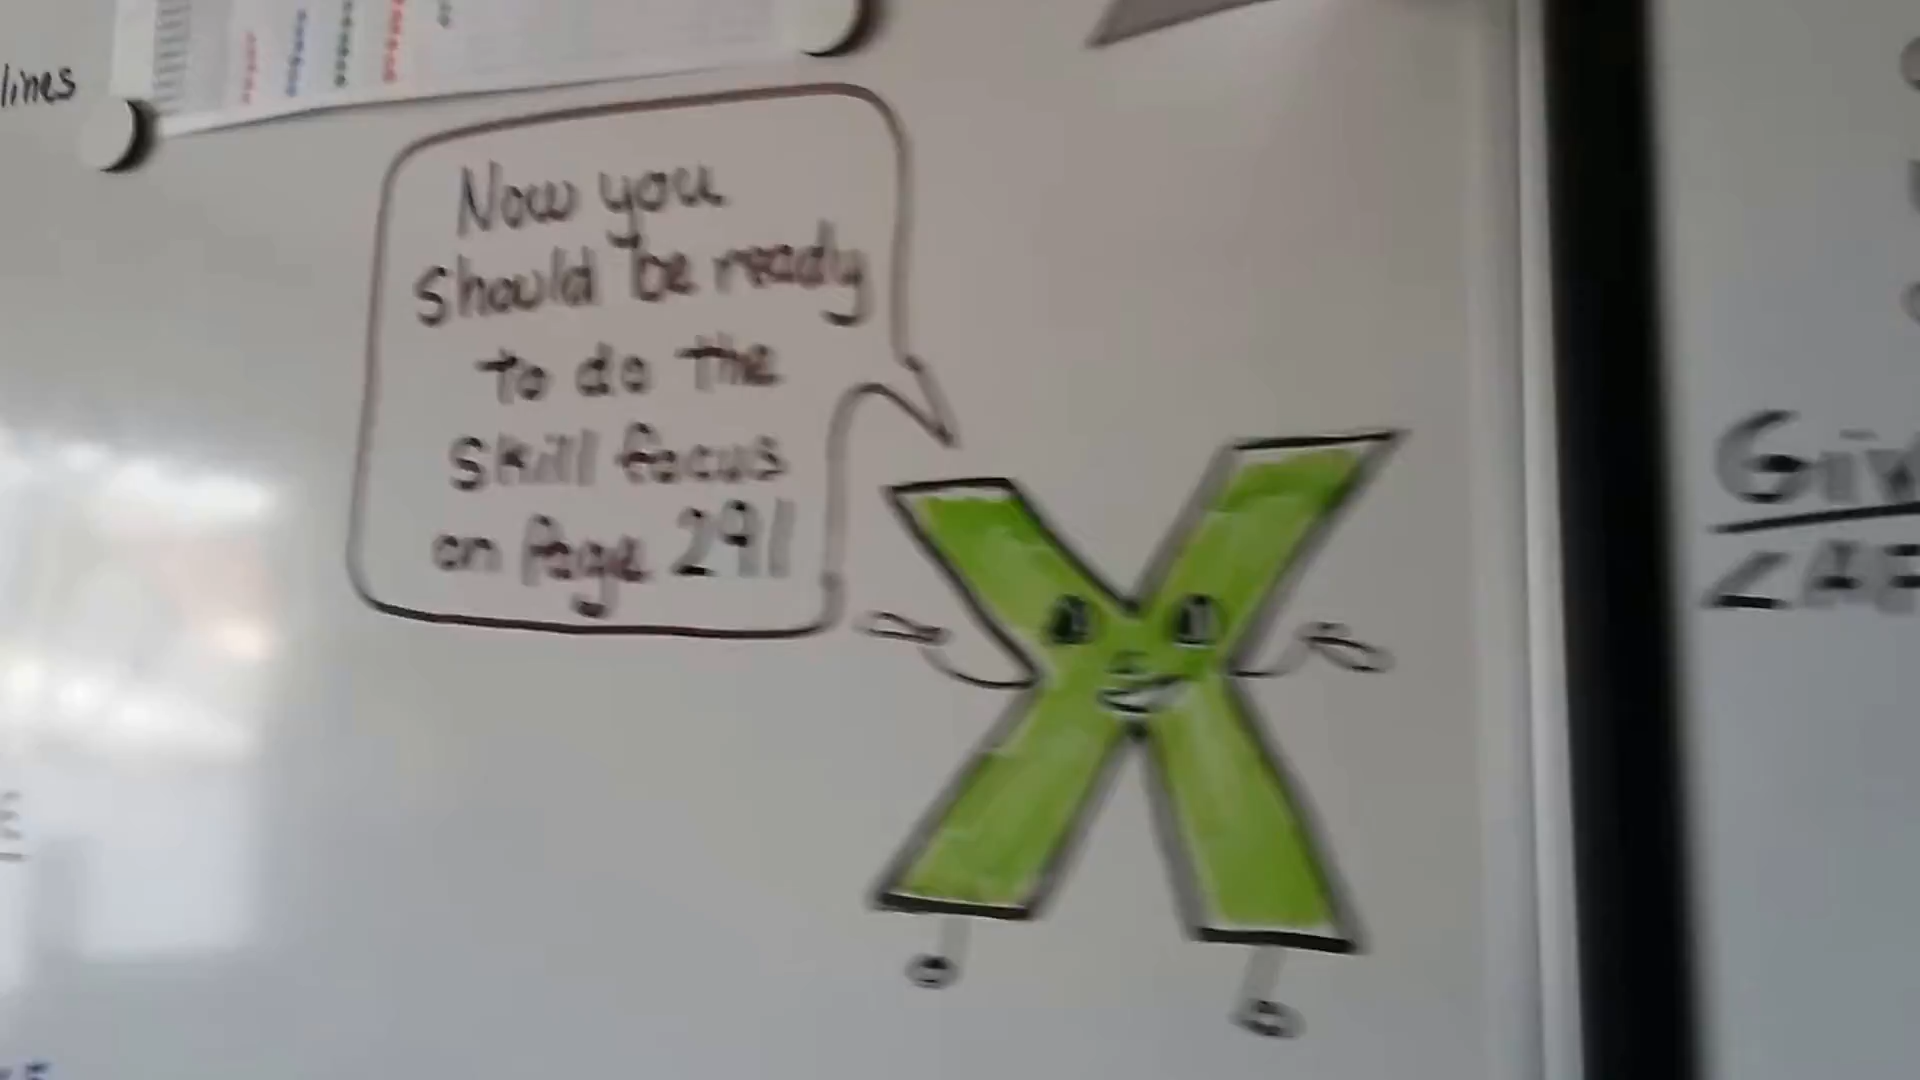 lines
Now you
should be ready
to do the
skill focus
on Page 291